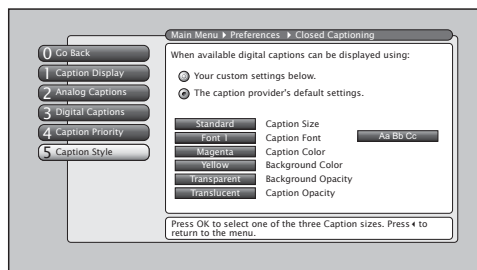 Main Menu ▸ Preferences ▸ Closed Captioning
0 Go Back
1 Caption Display
2 Analog Captions
3 Digital Captions
4 Caption Priority
5 Caption Style
When available digital captions can be displayed using:
Your custom settings below.
The caption provider's default settings.
Standard Caption Size
Font 1 Caption Font Aa Bb Cc
Magenta Caption Color
Yellow Background Color
Transparent Background Opacity
Translucent Caption Opacity
Press OK to select one of the three Caption sizes. Press ◂ to
return to the menu.